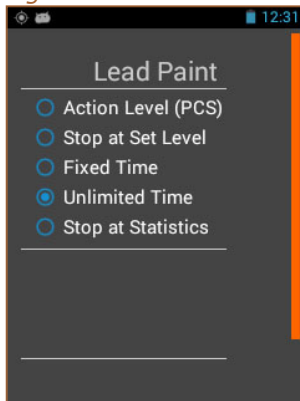 12:31
Lead Paint
Action Level (PCS)
Stop at Set Level
Fixed Time
Unlimited Time
Stop at Statistics